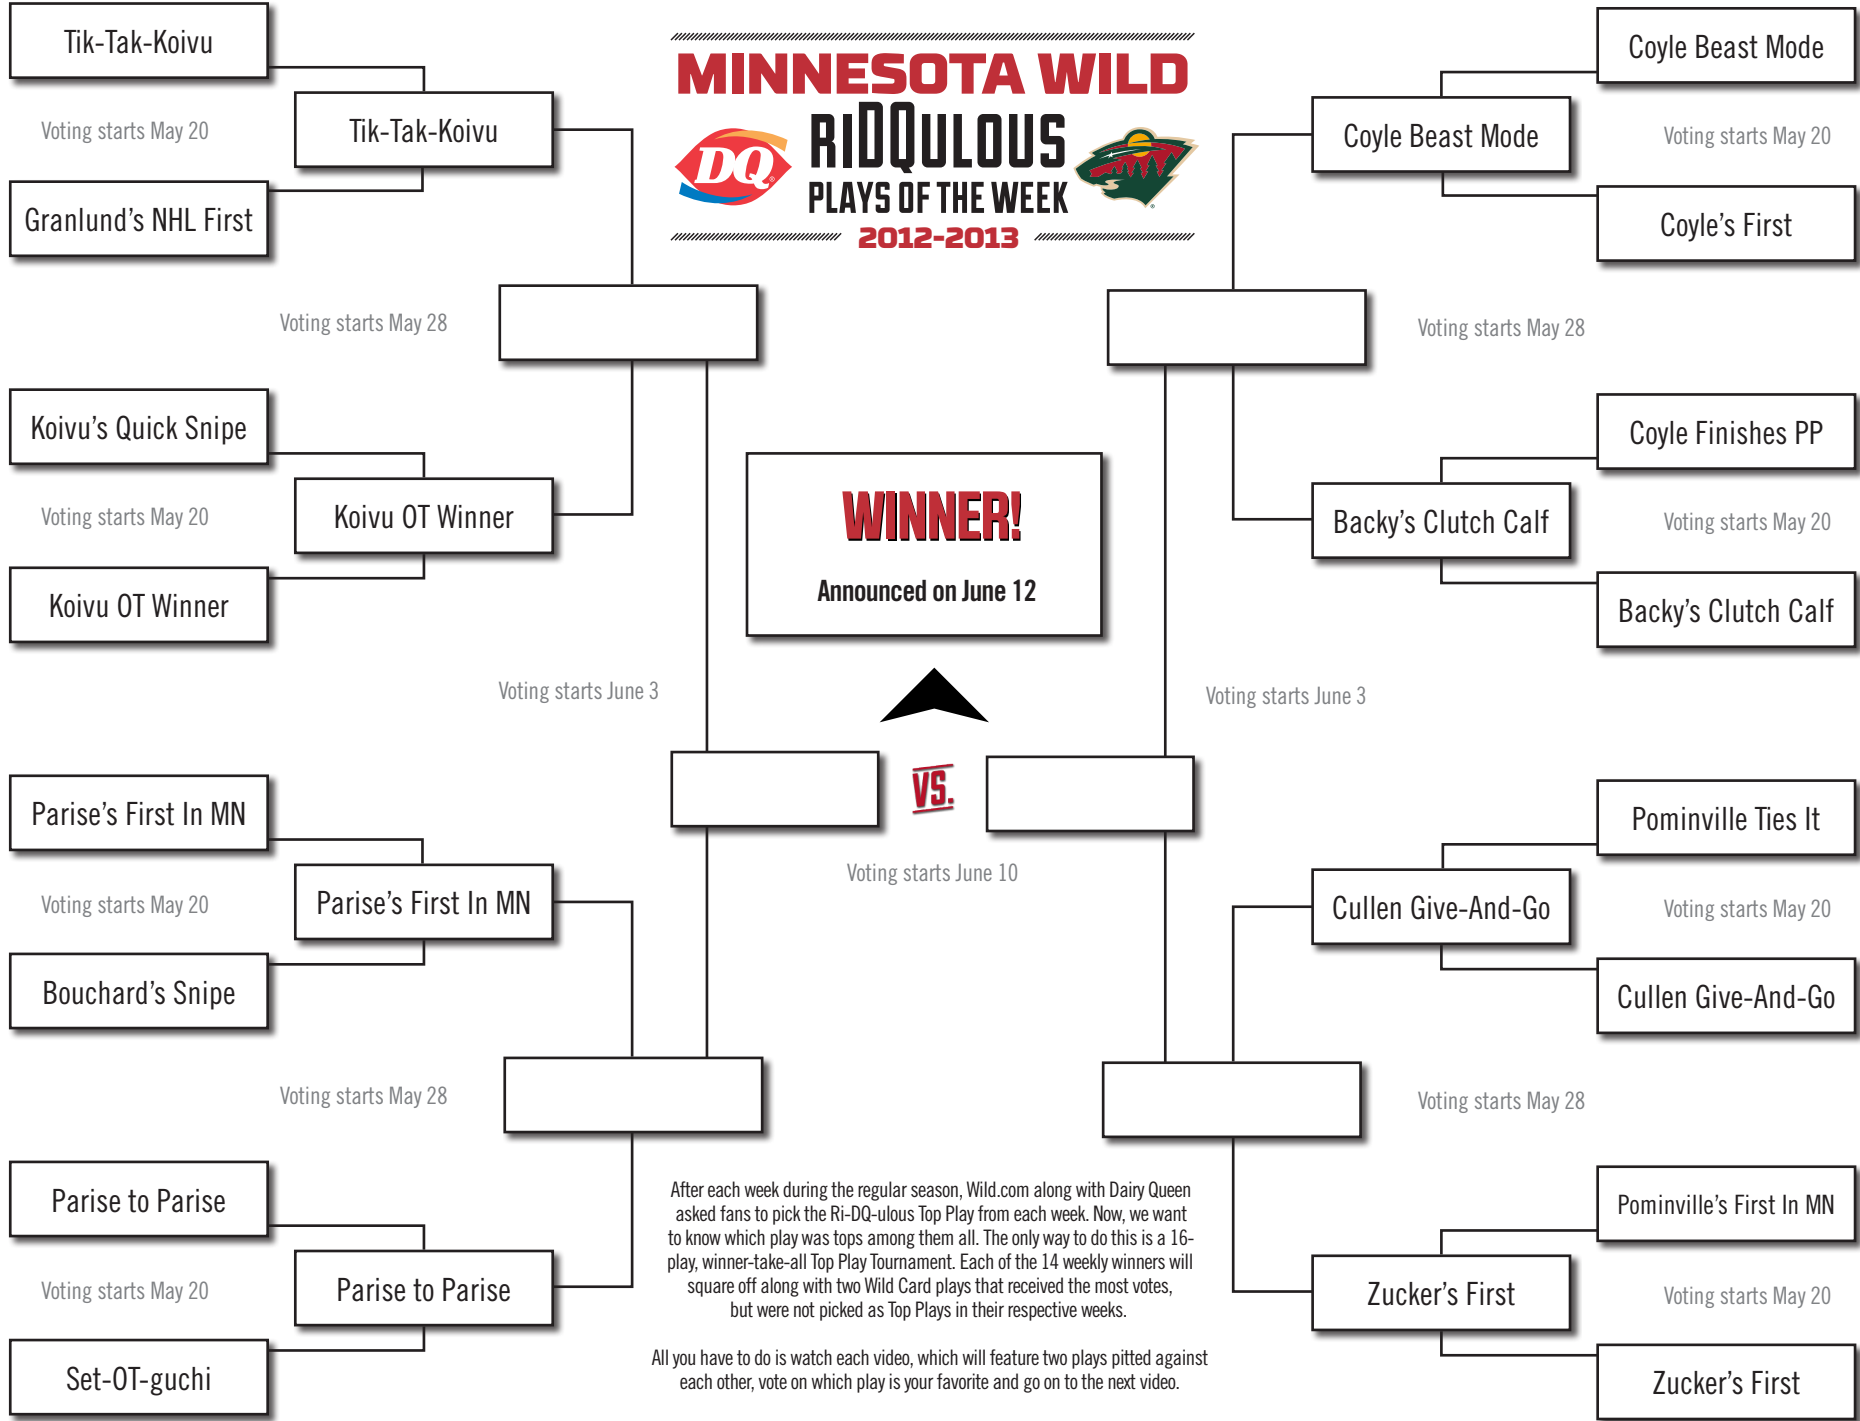 MINNESOTA WILD
DQ
RiDQULOUS
PLAYS OF THE WEEK
2012-2013
Tik-Tak-Koivu
Voting starts May 20
Granlund's NHL First
Tik-Tak-Koivu
Voting starts May 28
Koivu's Quick Snipe
Voting starts May 20
Koivu OT Winner
Koivu OT Winner
Voting starts June 3
Parise's First In MN
Voting starts May 20
Bouchard's Snipe
Parise's First In MN
Voting starts May 28
Parise to Parise
Voting starts May 20
Set-OT-guchi
Parise to Parise
WINNER!
Announced on June 12
VS.
Voting starts June 10
Coyle Beast Mode
Coyle Beast Mode
Voting starts May 20
Coyle's First
Voting starts May 28
Coyle Finishes PP
Backy's Clutch Calf
Voting starts May 20
Backy's Clutch Calf
Voting starts June 3
Pominville Ties It
Cullen Give-And-Go
Voting starts May 20
Cullen Give-And-Go
Voting starts May 28
Pominville's First In MN
Zucker's First
Voting starts May 20
Zucker's First
After each week during the regular season, Wild.com along with Dairy Queen
asked fans to pick the Ri-DQ-ulous Top Play from each week. Now, we want
to know which play was tops among them all. The only way to do this is a 16-
play, winner-take-all Top Play Tournament. Each of the 14 weekly winners will
square off along with two Wild Card plays that received the most votes,
but were not picked as Top Plays in their respective weeks.
All you have to do is watch each video, which will feature two plays pitted against
each other, vote on which play is your favorite and go on to the next video.